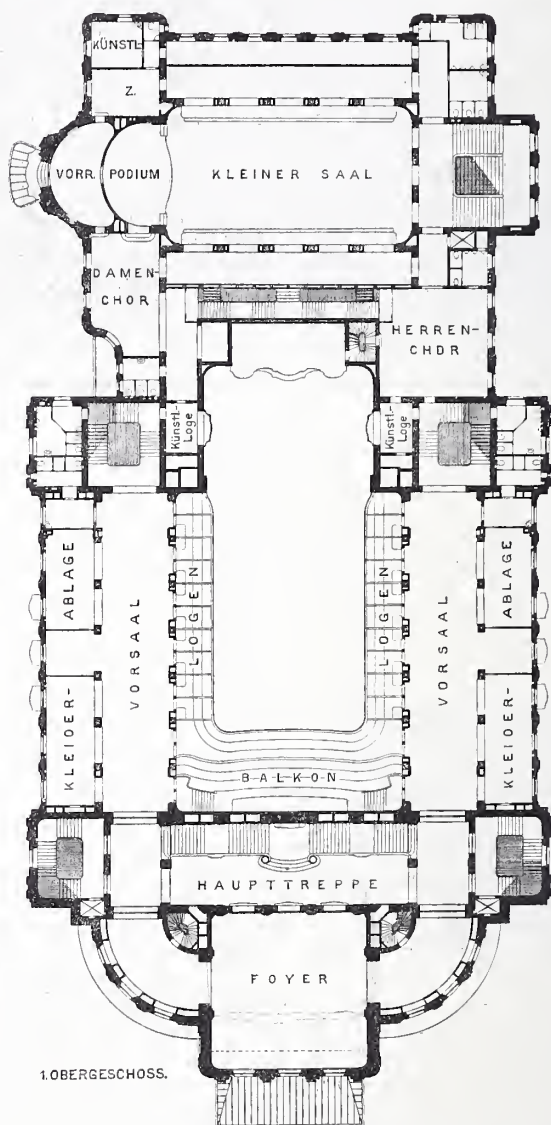 KÜNSTL.
Z.
VORR. PODIUM KLEINER SAAL
DAMEN-
CHOR
HERREN-
CHOR
Künstl.-
Loge
Künstl.-
Loge
ABLAGE
VORSAAL
LOGEN
LOGEN
VORSAAL
ABLAGE
KLEIDER-
KLEIDER-
BALKON
HAUPTTREPPE
FOYER
1. OBERGESCHOSS.